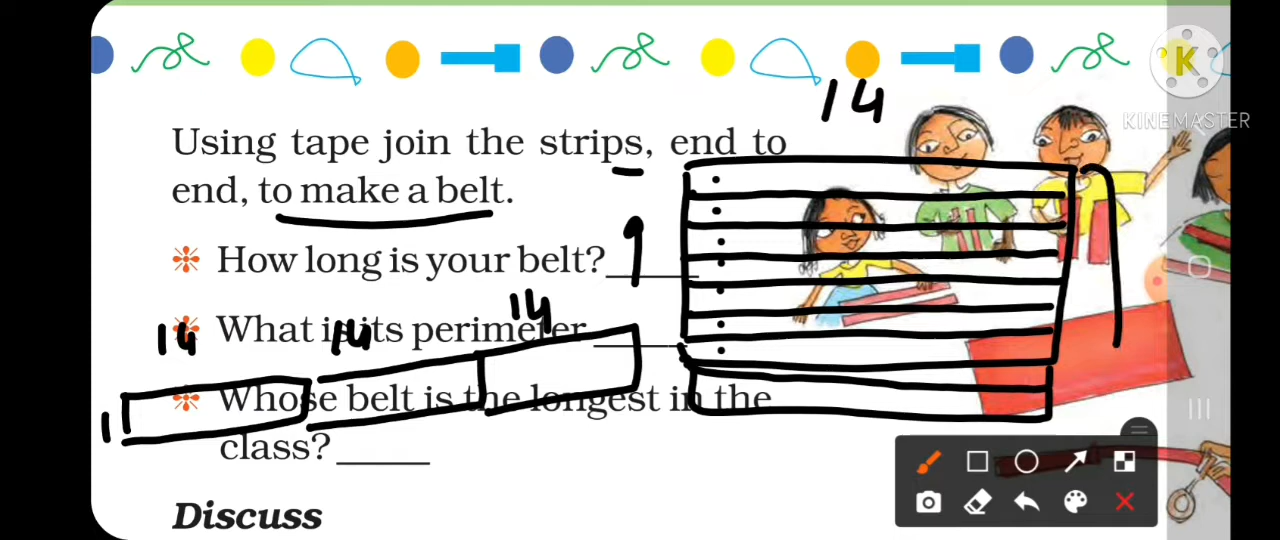 14
KINEMASTER
Using tape join the strips, end to
end, to make a belt.
How long is your belt?
14 14 14
What is its perimeter
1
Whose belt is the longest in the
class?
Discuss